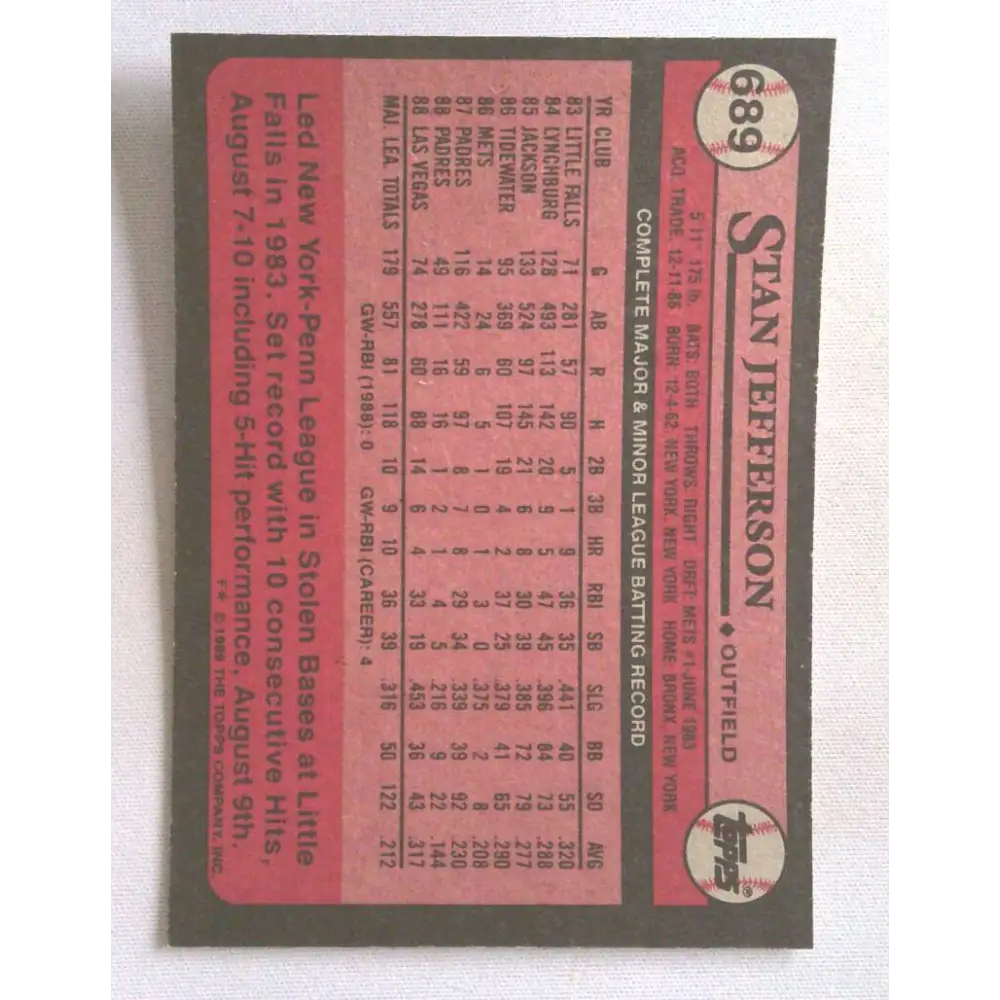 689
STAN JEFFERSON ♦ OUTFIELD
topps®
5'11" 175 lb. BATS: BOTH THROWS: RIGHT DRFT: METS #1-JUNE 1983
ACQ. TRADE, 12-11-86 BORN: 12-4-62, NEW YORK, NEW YORK HOME: BRONX, NEW YORK
COMPLETE MAJOR & MINOR LEAGUE BATTING RECORD
YR CLUB G AB R H 2B 3B HR RBI SB SLG BB SO AVG
83 LITTLE FALLS 71 281 57 90 5 1 9 36 35 .441 40 55 .320
84 LYNCHBURG 128 493 113 142 20 9 5 47 45 .396 84 73 .288
85 JACKSON 133 524 97 145 21 6 8 30 39 .385 72 79 .277
86 TIDEWATER 95 369 60 107 19 4 2 37 25 .379 41 65 .290
86 METS 14 24 6 5 1 0 1 3 0 .375 2 8 .208
87 PADRES 116 422 59 97 8 7 8 29 34 .339 39 92 .230
88 PADRES 49 111 16 16 1 2 1 4 5 .216 9 22 .144
88 LAS VEGAS 74 278 60 88 14 6 4 33 19 .453 36 43 .317
MAJ. LEA. TOTALS 179 557 81 118 10 9 10 36 39 .316 50 122 .212
GW-RBI (1988): 0 GW-RBI (CAREER): 4
Led New York-Penn League in Stolen Bases at Little
Falls in 1983. Set record with 10 consecutive Hits,
August 7-10 including 5-Hit performance, August 9th.
F* © 1989 THE TOPPS COMPANY, INC.